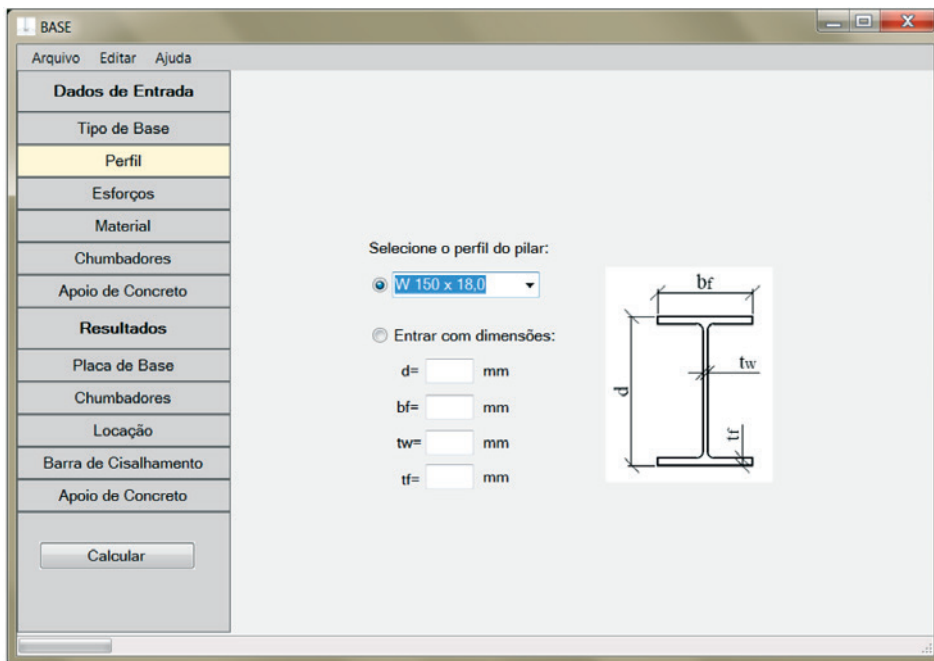 BASE
Arquivo Editar Ajuda
Dados de Entrada
Tipo de Base
Perfil
Esforços
Material
Chumbadores
Apoio de Concreto
Resultados
Placa de Base
Chumbadores
Locação
Barra de Cisalhamento
Apoio de Concreto
Calcular
Selecione o perfil do pilar:
W 150 x 18,0
Entrar com dimensões:
d= mm
bf= mm
tw= mm
tf= mm
bf
tw
d
tf